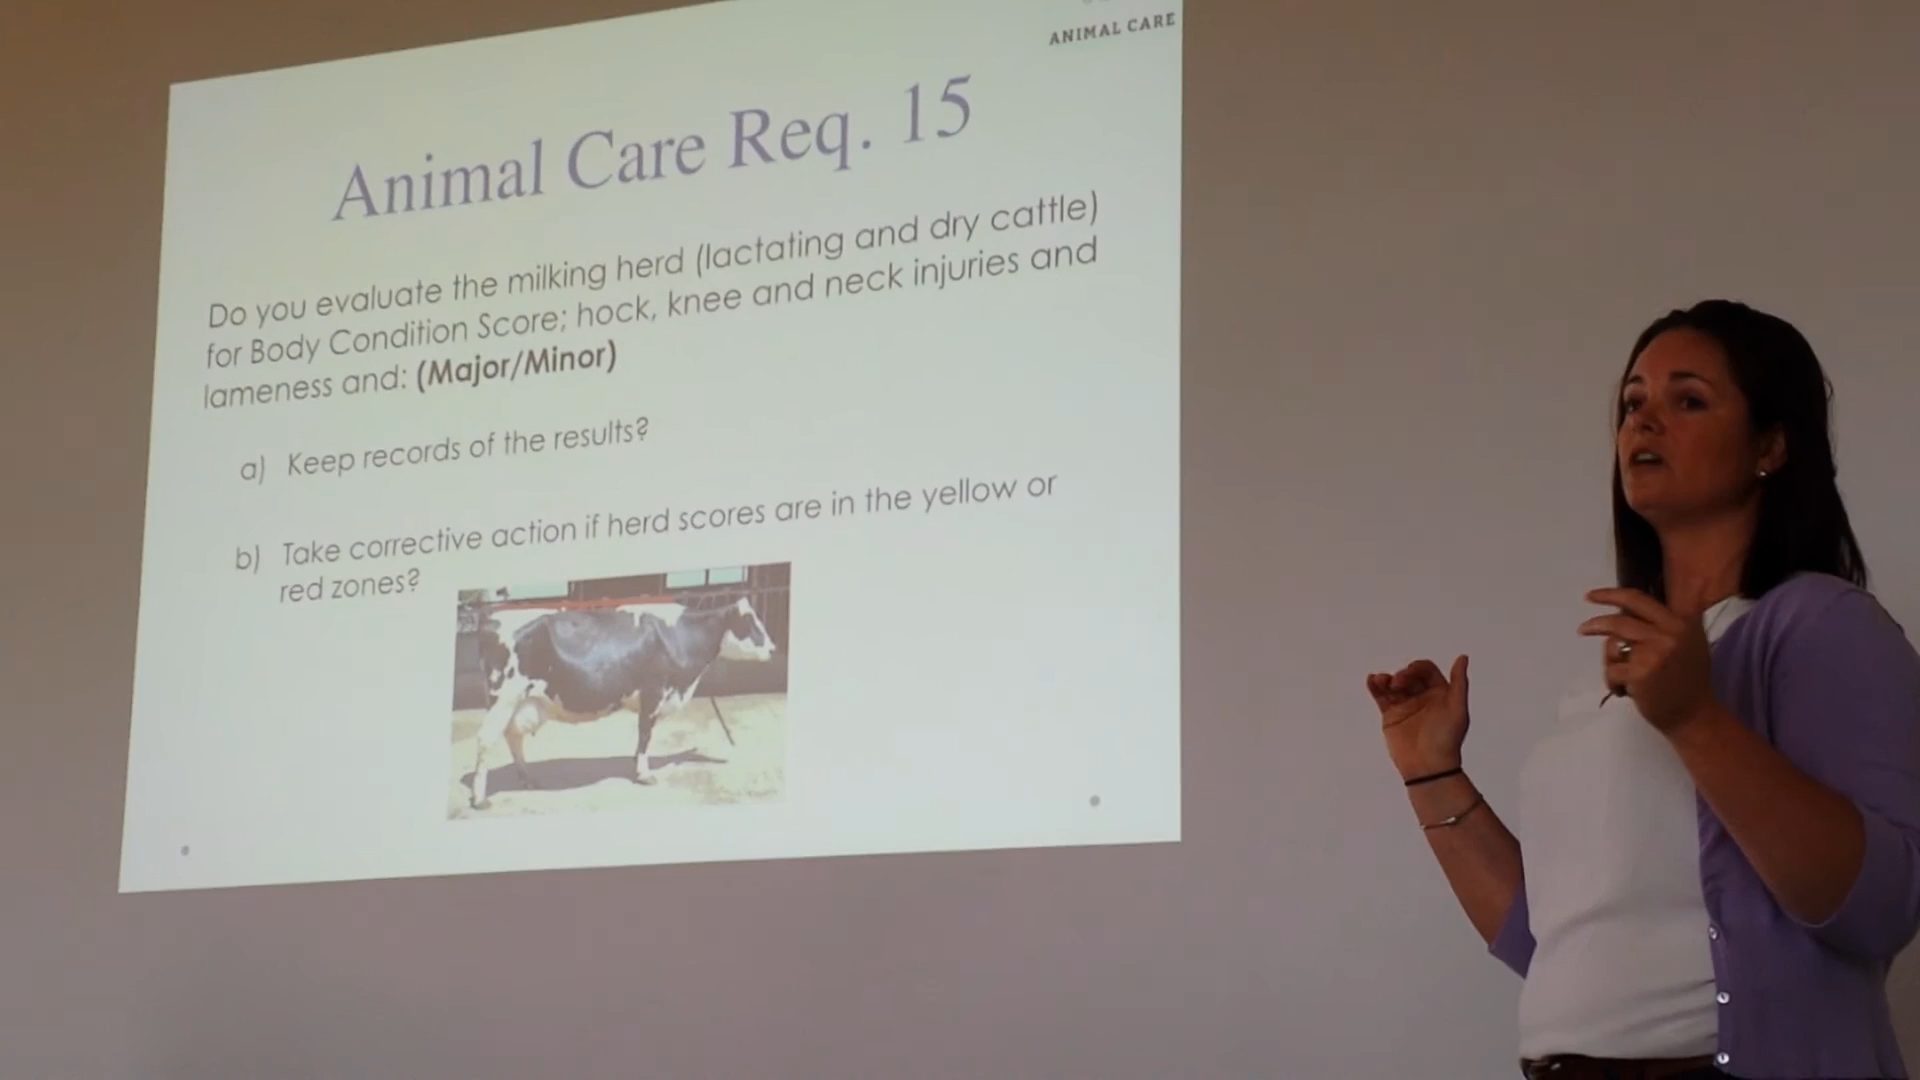 ANIMAL CARE
Animal Care Req. 15
Do you evaluate the milking herd (lactating and dry cattle)
for Body Condition Score; hock, knee and neck injuries and
lameness and: (Major/Minor)
a) Keep records of the results?
b) Take corrective action if herd scores are in the yellow or
red zones?